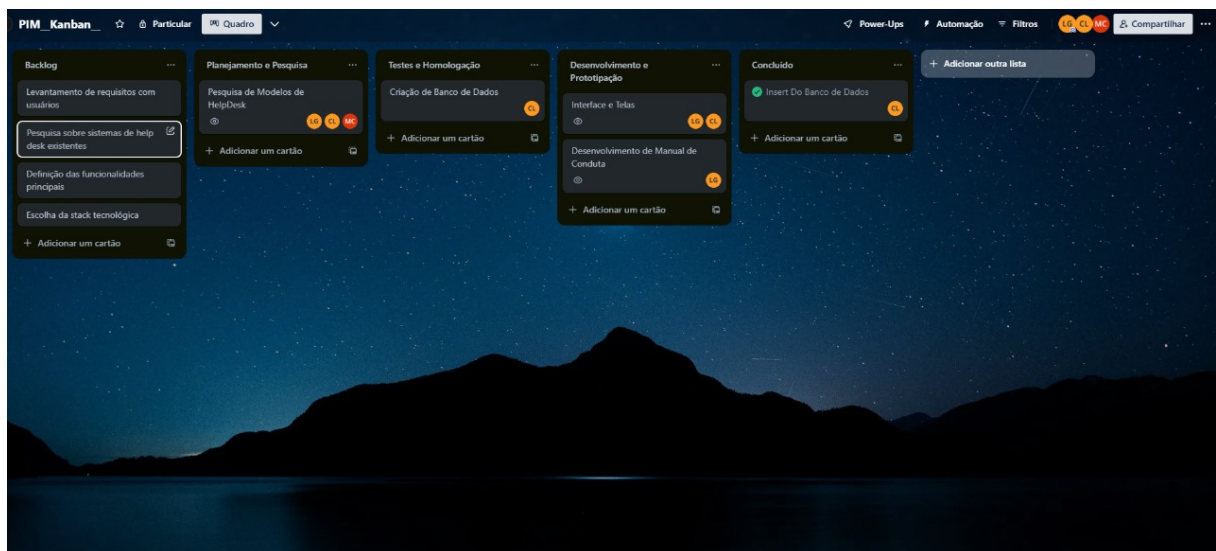 PIM__Kanban__ Particular Quadro Power-Ups Automação Filtros LG CL MC Compartilhar
Backlog
Levantamento de requisitos com
usuários
Pesquisa sobre sistemas de help
desk existentes
Definição das funcionalidades
principais
Escolha da stack tecnológica
+ Adicionar um cartão
Planejamento e Pesquisa
Pesquisa de Modelos de
HelpDesk
LG CL MC
+ Adicionar um cartão
Testes e Homologação
Criação de Banco de Dados
CL
+ Adicionar um cartão
Desenvolvimento e
Prototipação
Interface e Telas
LG CL
Desenvolvimento de Manual de
Conduta
LG
+ Adicionar um cartão
Concluído
Insert Do Banco de Dados
CL
+ Adicionar um cartão
+ Adicionar outra lista